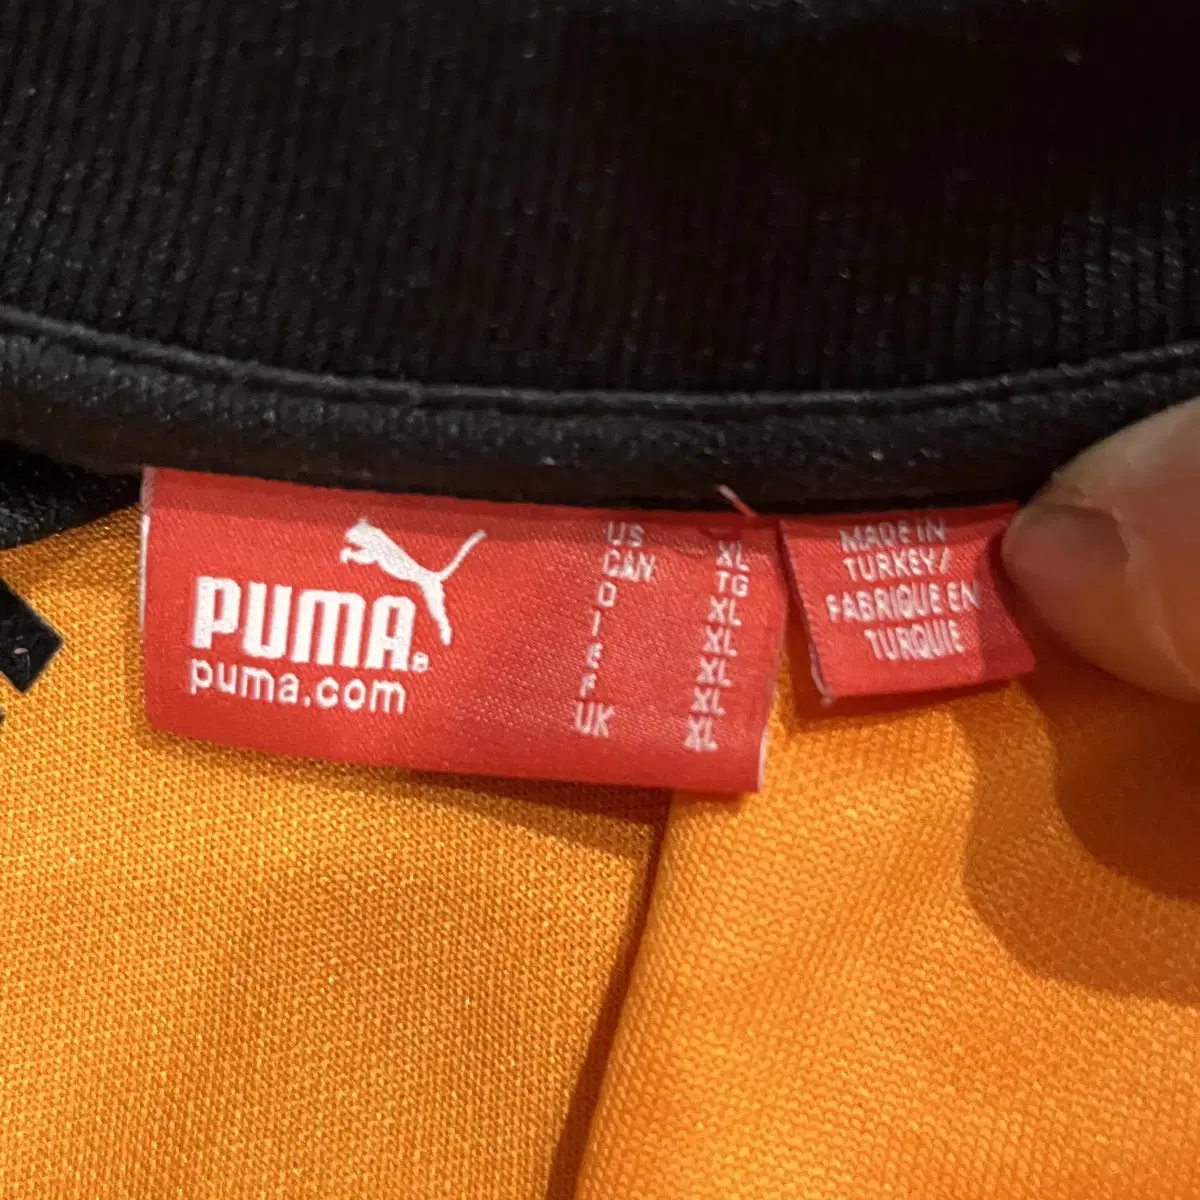 PUMA®
puma.com
US XL
CAN TG
D XL
I XL
E XL
F XL
UK XL
MADE IN
TURKEY/
FABRIQUE EN
TURQUIE